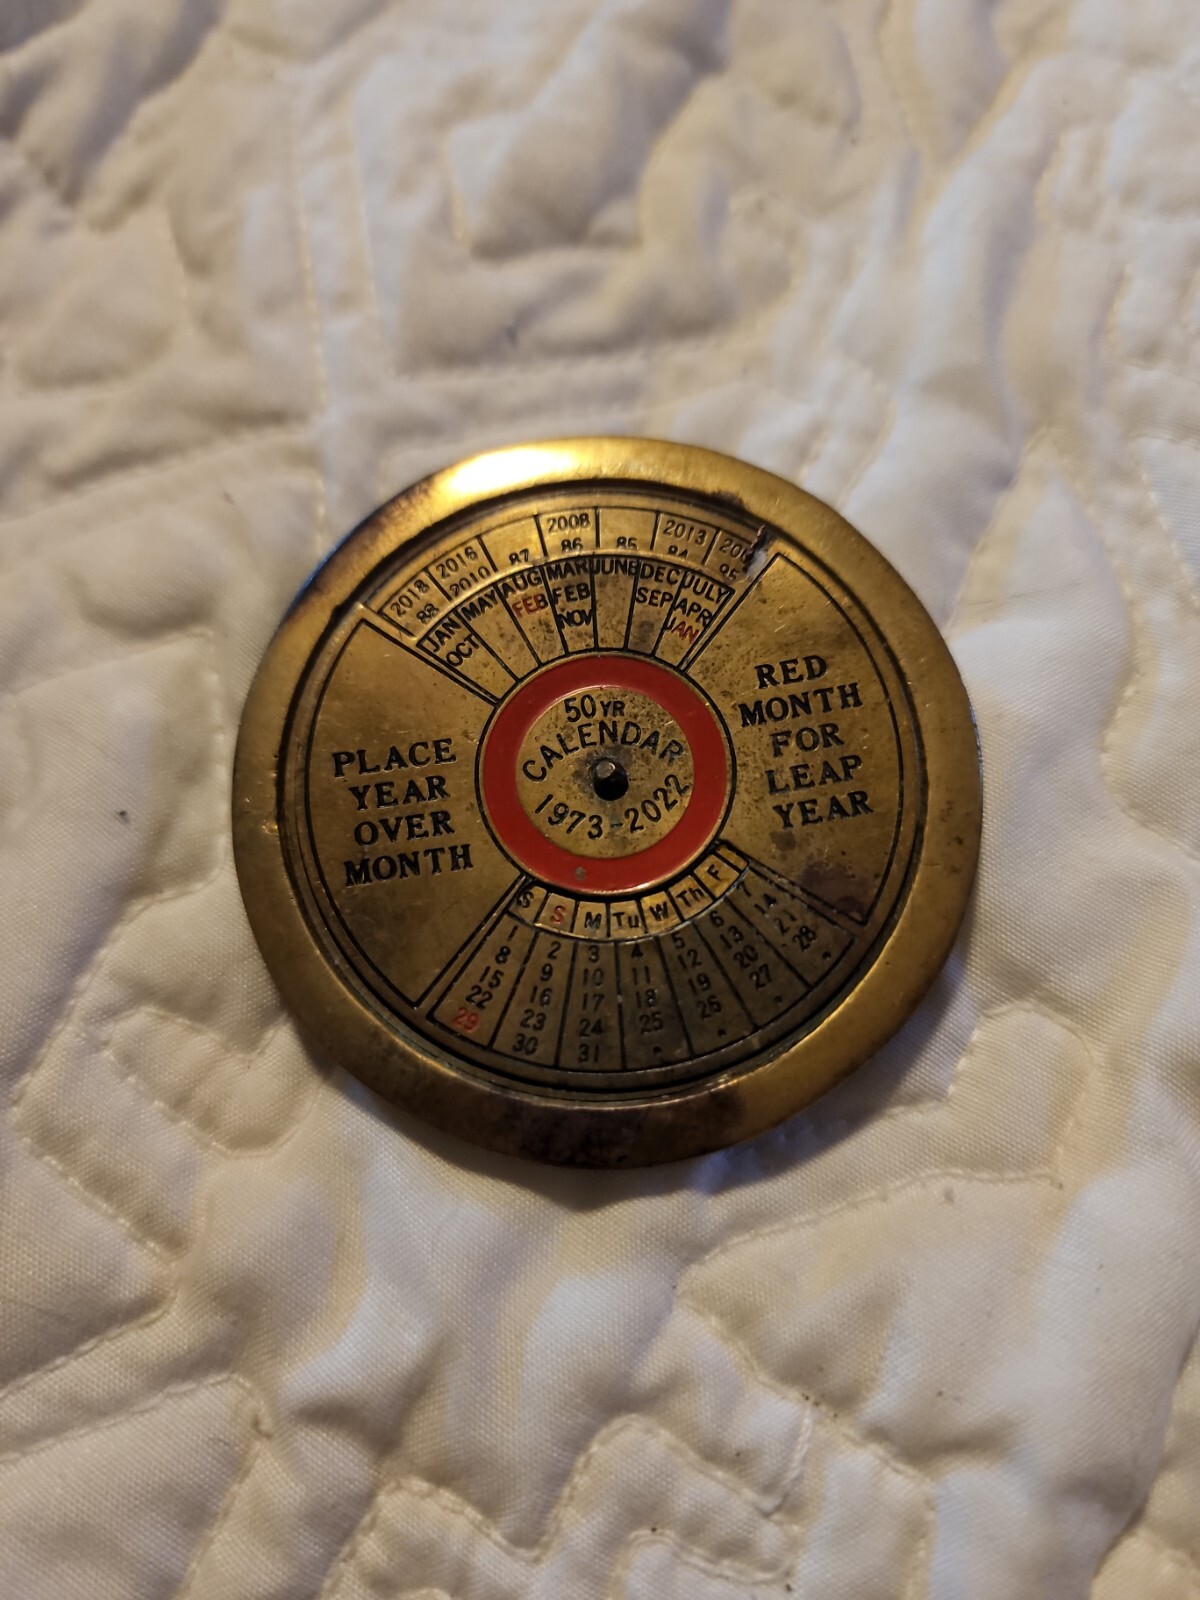 2018 2016 2008 2013
88 2010 87 86 85 84 95
JAN MAY AUG MAR JUNE DEC JULY
OCT FEB FEB SEP APR
NOV JAN
PLACE
YEAR
OVER
MONTH
50 YR
CALENDAR
1973-2022
RED
MONTH
FOR
LEAP
YEAR
S S M Tu W Th F
1 2 3 4 5 6 7
8 9 10 11 12 13 14
15 16 17 18 19 20 21
22 23 24 25 26 27 28
29 30 31